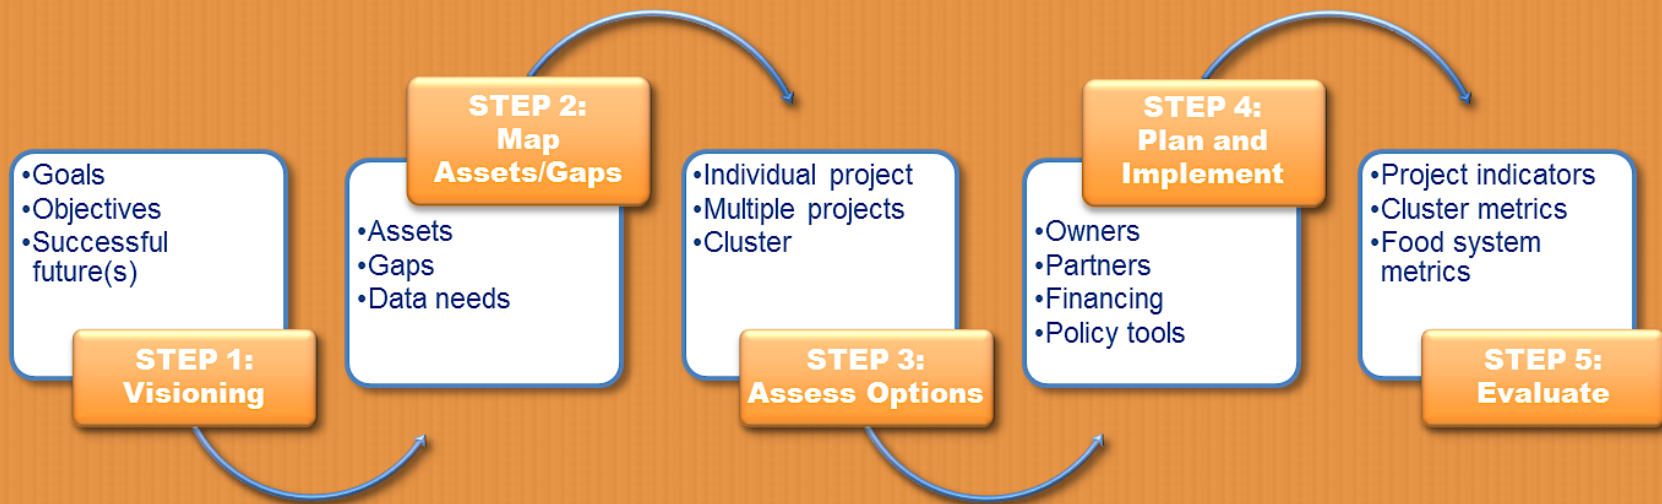 •Goals
•Objectives
•Successful
future(s)
STEP 1:
Visioning
STEP 2:
Map
Assets/Gaps
•Assets
•Gaps
•Data needs
•Individual project
•Multiple projects
•Cluster
STEP 3:
Assess Options
STEP 4:
Plan and
Implement
•Owners
•Partners
•Financing
•Policy tools
•Project indicators
•Cluster metrics
•Food system
metrics
STEP 5:
Evaluate